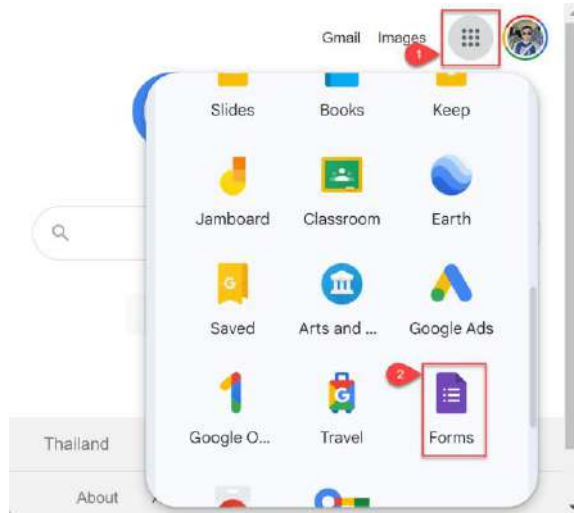 Gmail Images
1
Slides Books Keep
Jamboard Classroom Earth
G
Saved Arts and ... Google Ads
2
1 G
Google O... Travel Forms
Thailand
About